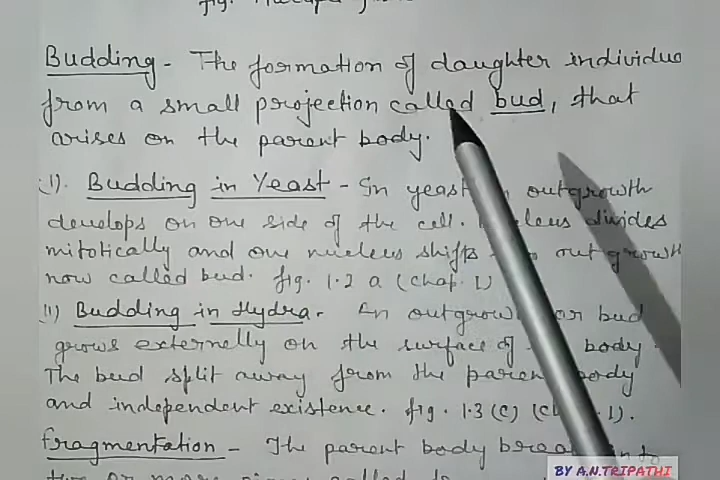 Budding - The formation of daughter individua
from a small projection called bud, that
arises on the parent body.
(i). Budding in Yeast - In yeast outgrowth
develops on one side of the cell. divides
mitotically and one nucleus shifts outgrowth
now called bud. fig. 1.2 a (Chap. 1)
(ii) Budding in Hydra. An outgrow or bud
grows externally on the surface of body.
The bud split away from the paren body
and independent existence. fig. 1.3 (C) (C . 1).
fragmentation - The parent body brea
BY A.N.TRIPATHI